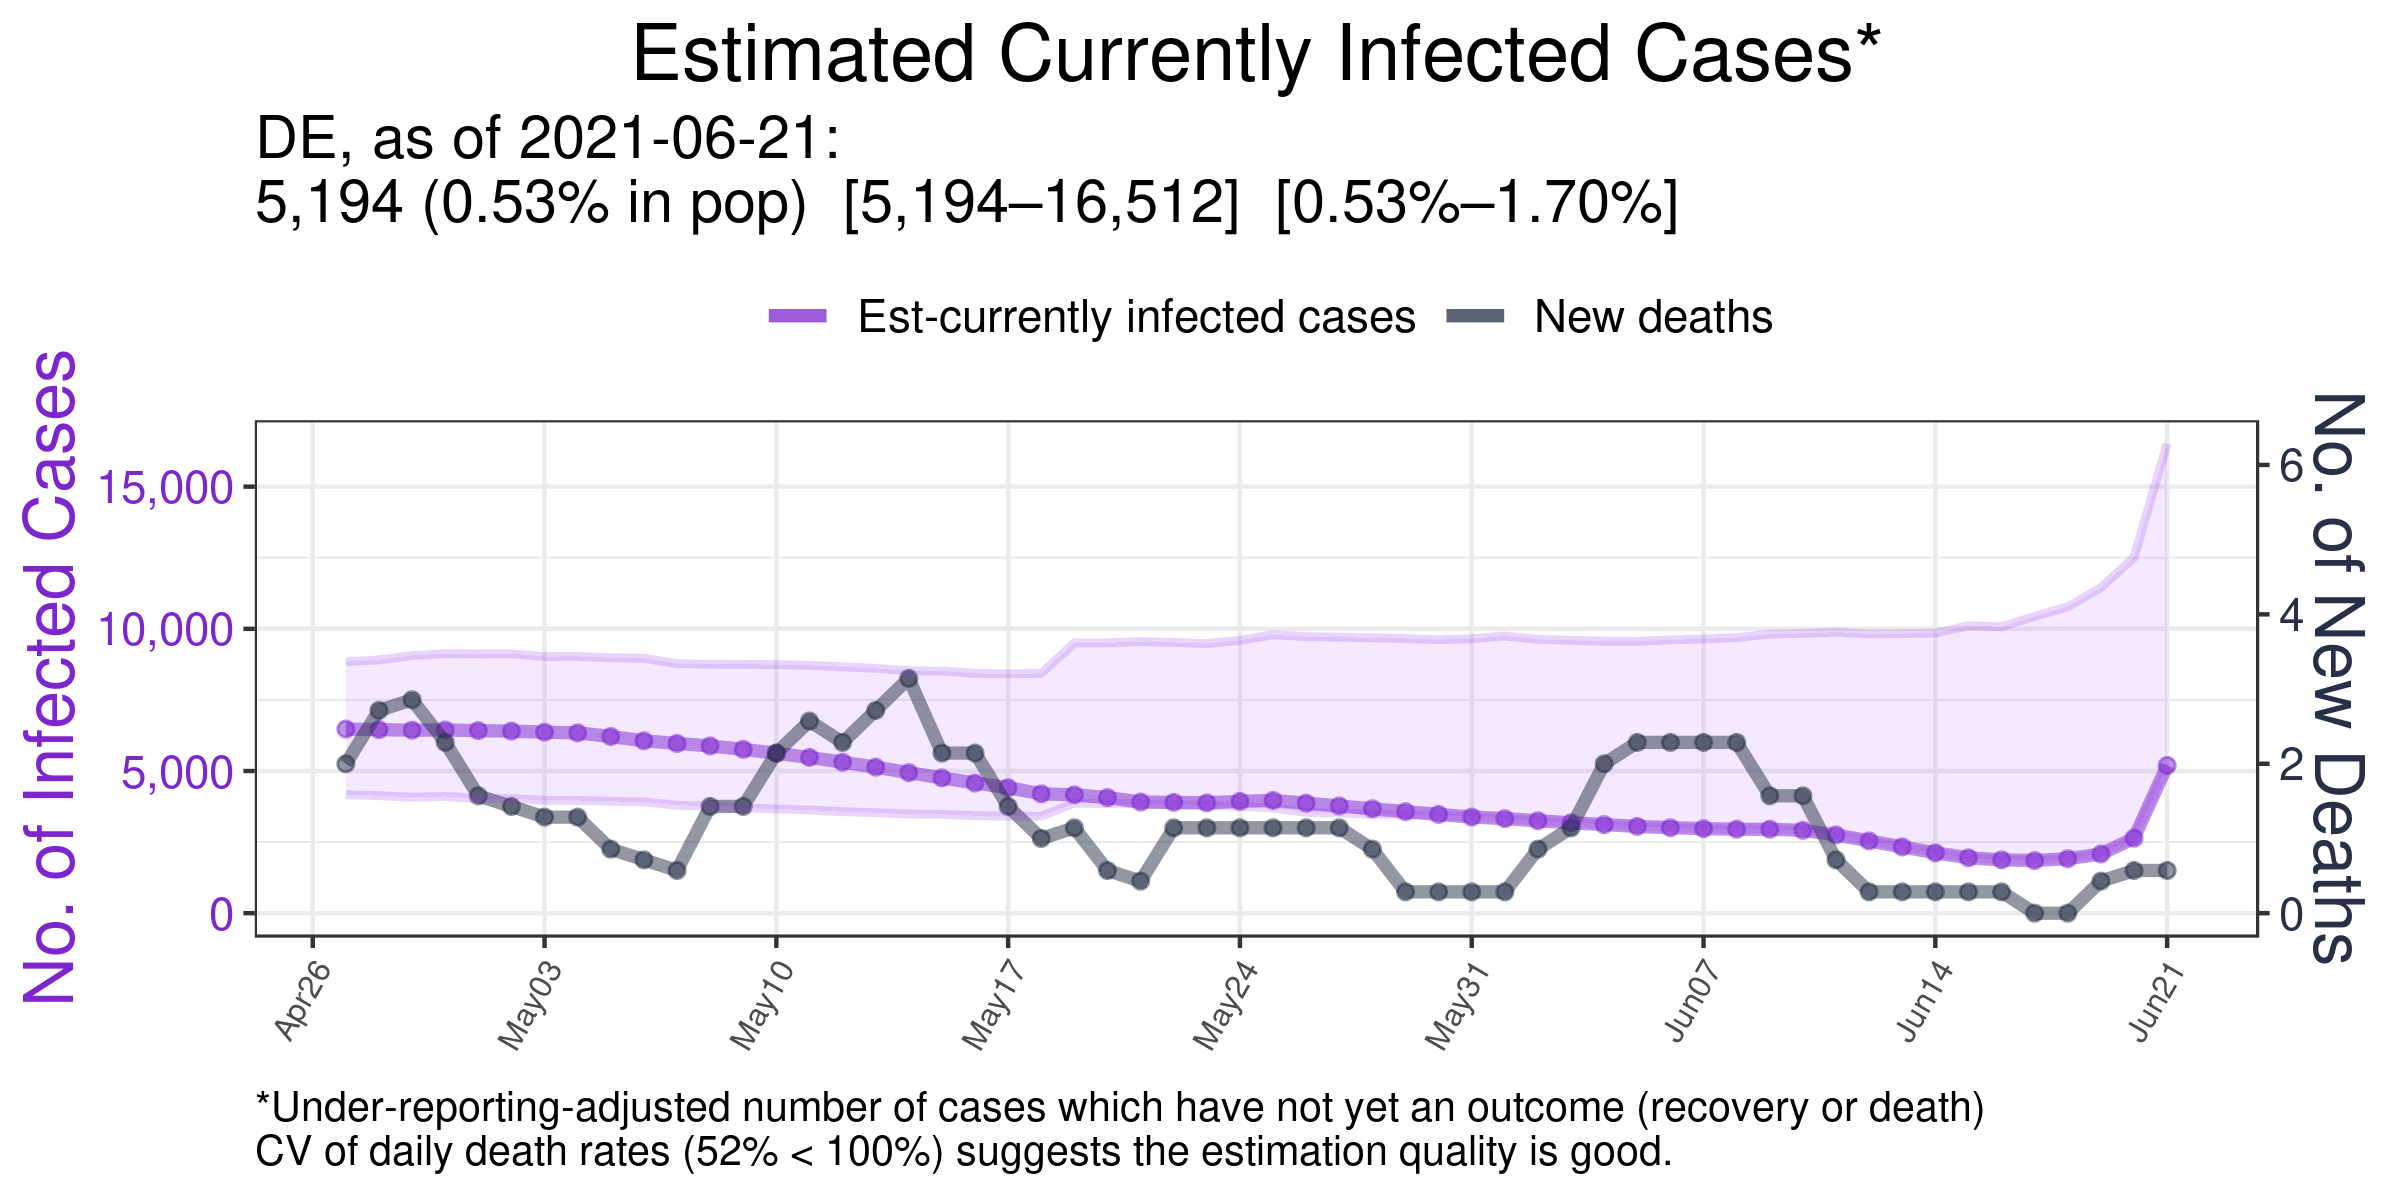 Estimated Currently Infected Cases*
DE, as of 2021-06-21:
5,194 (0.53% in pop)  [5,194–16,512]  [0.53%–1.70%]
Est-currently infected cases
New deaths
No. of Infected Cases
15,000
10,000
5,000
0
No. of New Deaths
6
4
2
0
Apr26
May03
May10
May17
May24
May31
Jun07
Jun14
Jun21
*Under-reporting-adjusted number of cases which have not yet an outcome (recovery or death)
CV of daily death rates (52% < 100%) suggests the estimation quality is good.